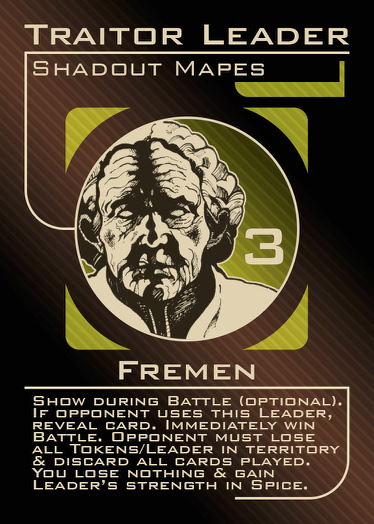 Traitor Leader
Shadout Mapes
3
Fremen
Show during Battle (optional).
If opponent uses this Leader,
reveal card. Immediately win
Battle. Opponent must lose
all Tokens/Leader in territory
& discard all cards played.
You lose nothing & gain
Leader's strength in Spice.